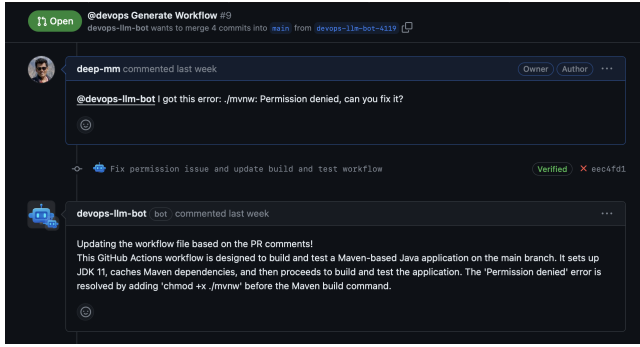 Open
@devops Generate Workflow #9
devops-llm-bot wants to merge 4 commits into main from devops-llm-bot-4119
deep-mm commented last week
Owner
Author
@devops-llm-bot I got this error: ./mvnw: Permission denied, can you fix it?
Fix permission issue and update build and test workflow
Verified
eec4fd1
devops-llm-bot bot commented last week
Updating the workflow file based on the PR comments!
This GitHub Actions workflow is designed to build and test a Maven-based Java application on the main branch. It sets up
JDK 11, caches Maven dependencies, and then proceeds to build and test the application. The 'Permission denied' error is
resolved by adding 'chmod +x ./mvnw' before the Maven build command.